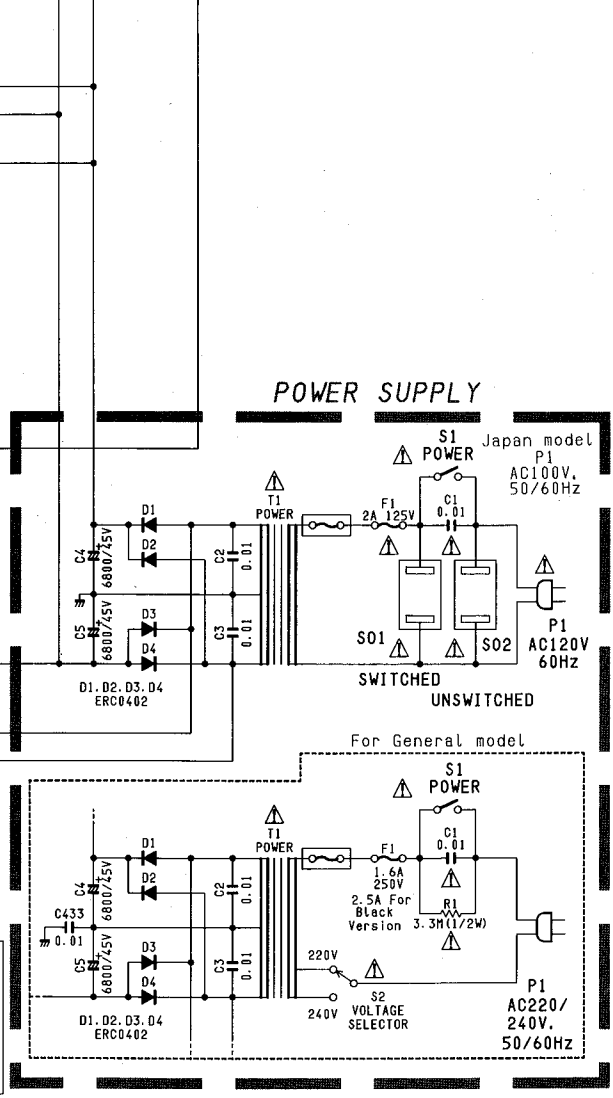 POWER SUPPLY
S1
POWER
Japan model
P1
AC100V,
50/60Hz
T1
POWER
F1
2A 125V
C1
0.01
D1
D2
D3
D4
C4
6800/45V
C5
6800/45V
C2
0.01
C3
0.01
D1.D2.D3.D4
ERC0402
SO1
SO2
SWITCHED
UNSWITCHED
P1
AC120V
60Hz
For General model
S1
POWER
T1
POWER
F1
1.6A
250V
2.5A For
Black
Version
C1
0.01
R1
3.3M(1/2W)
D1
D2
D3
D4
C4
6800/45V
C433
0.01
C5
6800/45V
C2
0.01
C3
0.01
D1.D2.D3.D4
ERC0402
220V
240V
S2
VOLTAGE
SELECTOR
P1
AC220/
240V.
50/60Hz